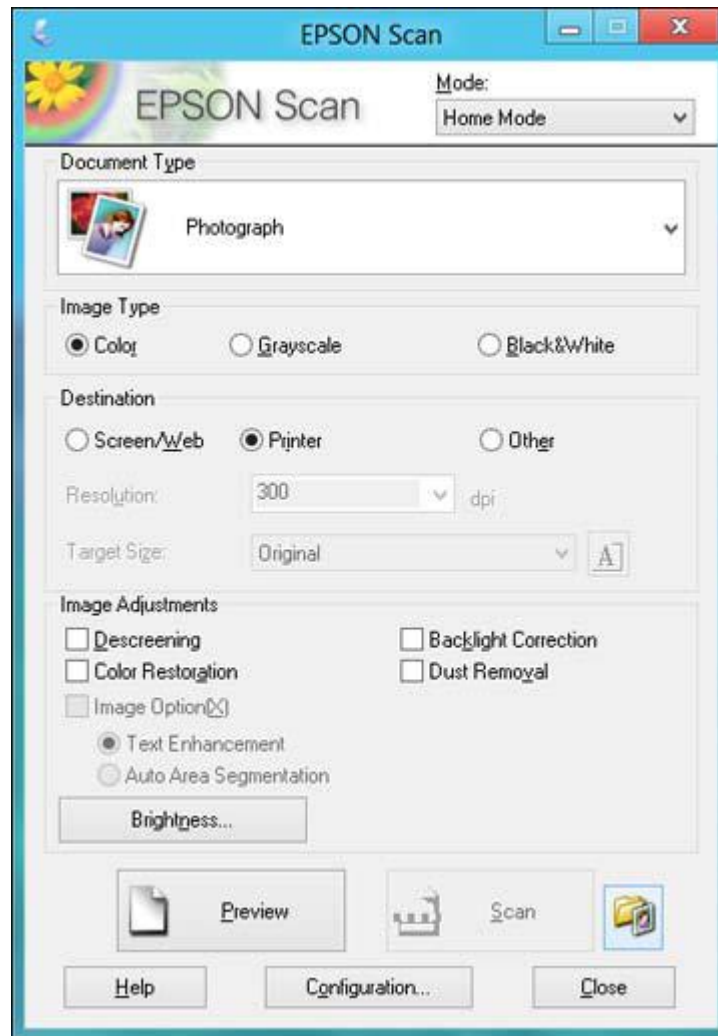 EPSON Scan
EPSON Scan
Mode:
Home Mode
Document Type
Photograph
Image Type
Color Grayscale Black&White
Destination
Screen/Web Printer Other
Resolution: 300 dpi
Target Size: Original A
Image Adjustments
Descreening Backlight Correction
Color Restoration Dust Removal
Image Option(X)
Text Enhancement
Auto Area Segmentation
Brightness...
Preview Scan
Help Configuration... Close